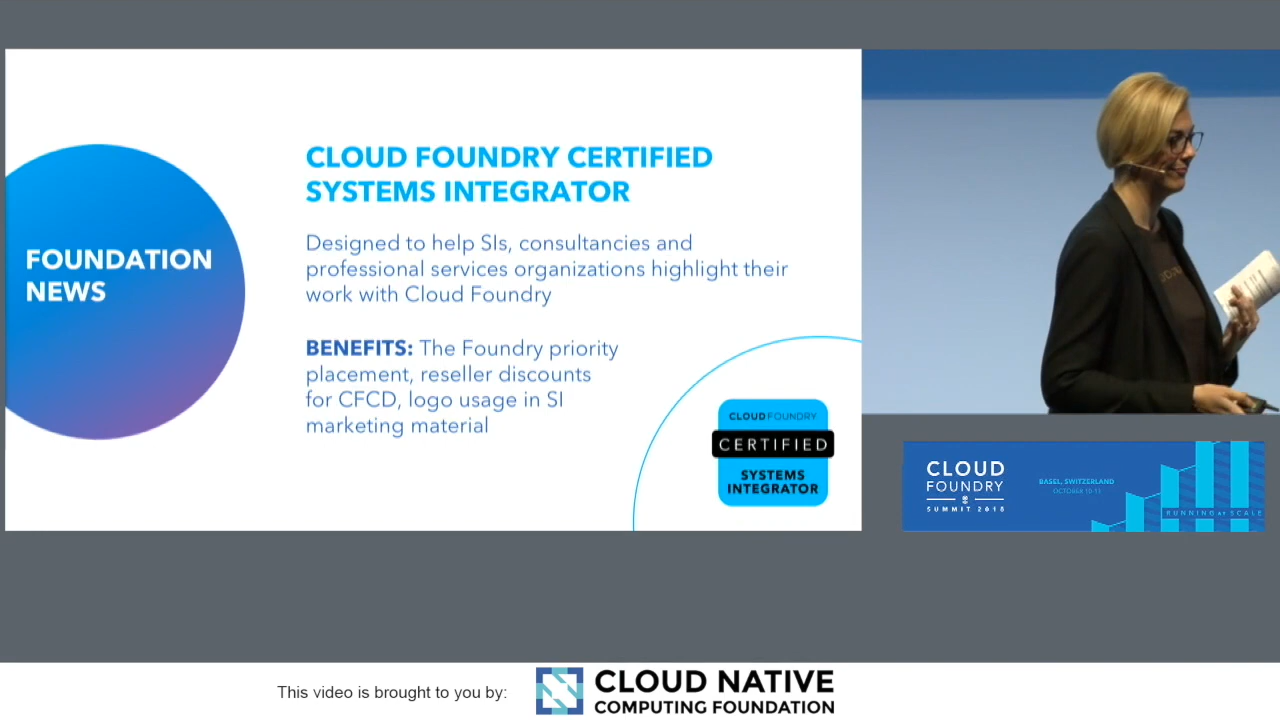 FOUNDATION
NEWS
CLOUD FOUNDRY CERTIFIED
SYSTEMS INTEGRATOR
Designed to help SIs, consultancies and
professional services organizations highlight their
work with Cloud Foundry
BENEFITS: The Foundry priority
placement, reseller discounts
for CFCD, logo usage in SI
marketing material
CLOUDFOUNDRY
CERTIFIED
SYSTEMS
INTEGRATOR
CLOUD
FOUNDRY
SUMMIT 2018
BASEL, SWITZERLAND
OCTOBER 10-11
RUNNING AT SCALE
This video is brought to you by:
CLOUD NATIVE
COMPUTING FOUNDATION